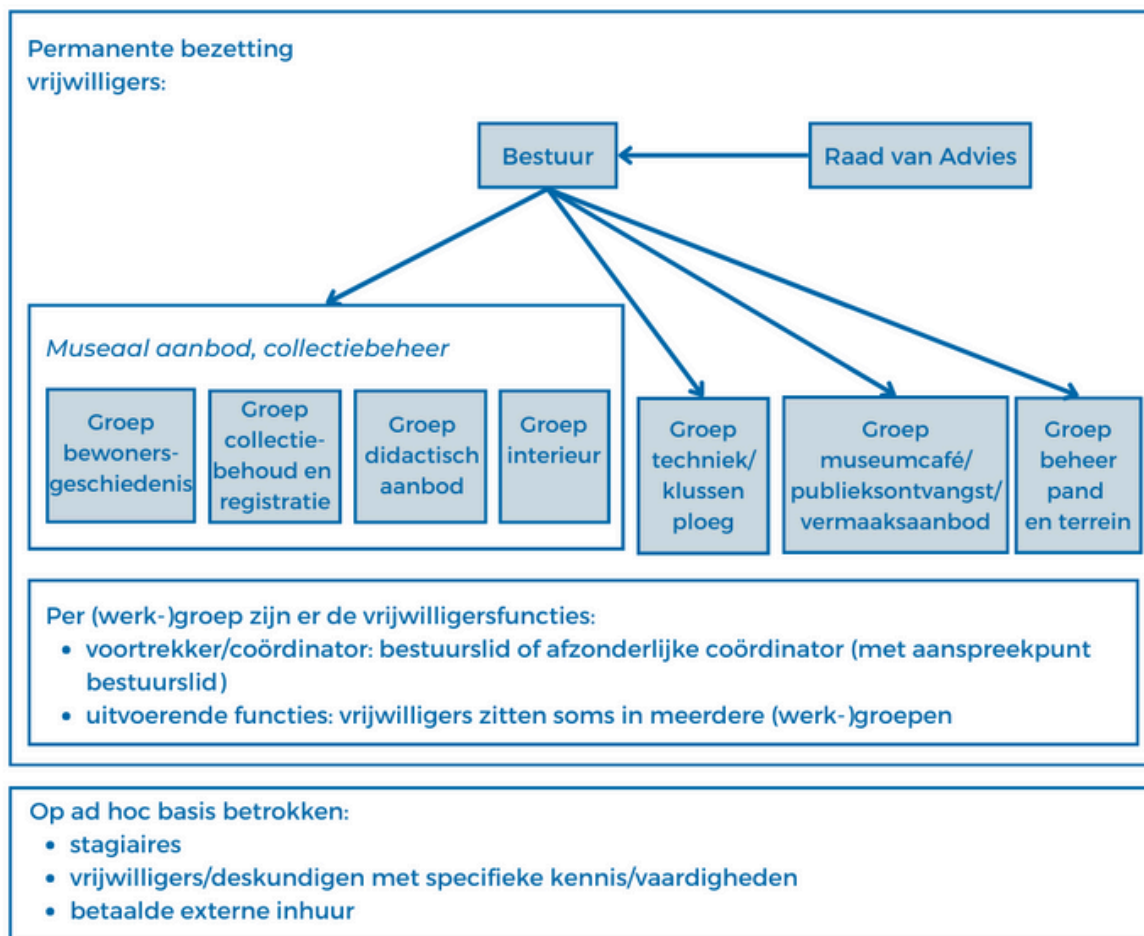 Permanente bezetting
vrijwilligers:
Bestuur
Raad van Advies
Museaal aanbod, collectiebeheer
Groep
bewoners-
geschiedenis
Groep
collectie-
behoud en
registratie
Groep
didactisch
aanbod
Groep
interieur
Groep
techniek/
klussen
ploeg
Groep
museumcafé/
publieksontvangst/
vermaaksaanbod
Groep
beheer
pand
en terrein
Per (werk-)groep zijn er de vrijwilligersfuncties:
• voortrekker/coördinator: bestuurslid of afzonderlijke coördinator (met aanspreekpunt
bestuurslid)
• uitvoerende functies: vrijwilligers zitten soms in meerdere (werk-)groepen
Op ad hoc basis betrokken:
• stagiaires
• vrijwilligers/deskundigen met specifieke kennis/vaardigheden
• betaalde externe inhuur